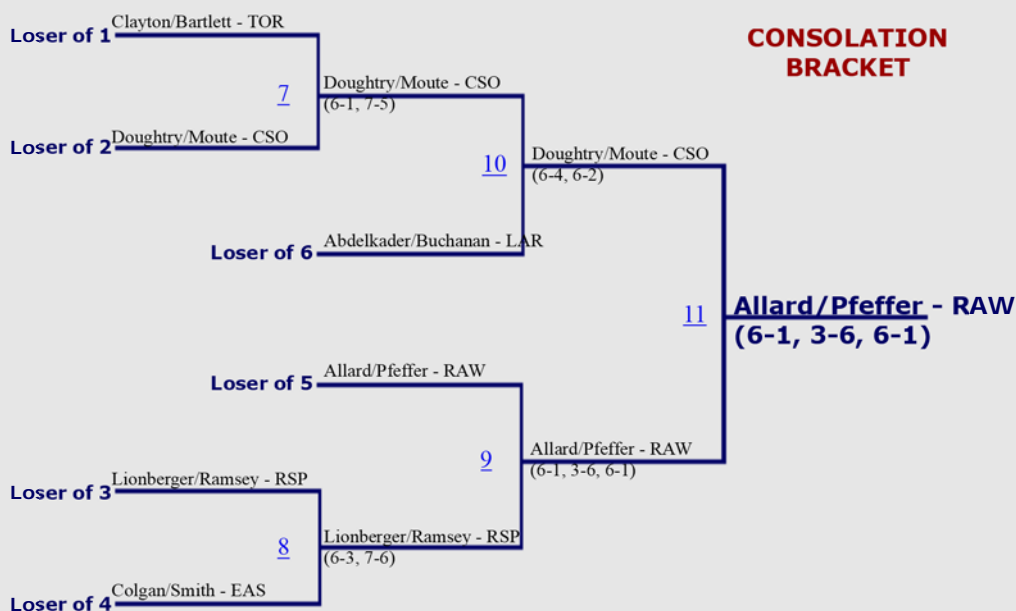 CONSOLATION
BRACKET
Clayton/Bartlett - TOR
Loser of 1
7
Doughtry/Moute - CSO
(6-1, 7-5)
Doughtry/Moute - CSO
Loser of 2
10
Doughtry/Moute - CSO
(6-4, 6-2)
Abdelkader/Buchanan - LAR
Loser of 6
11
Allard/Pfeffer - RAW
(6-1, 3-6, 6-1)
Allard/Pfeffer - RAW
Loser of 5
9
Allard/Pfeffer - RAW
(6-1, 3-6, 6-1)
Lionberger/Ramsey - RSP
Loser of 3
8
Lionberger/Ramsey - RSP
(6-3, 7-6)
Colgan/Smith - EAS
Loser of 4